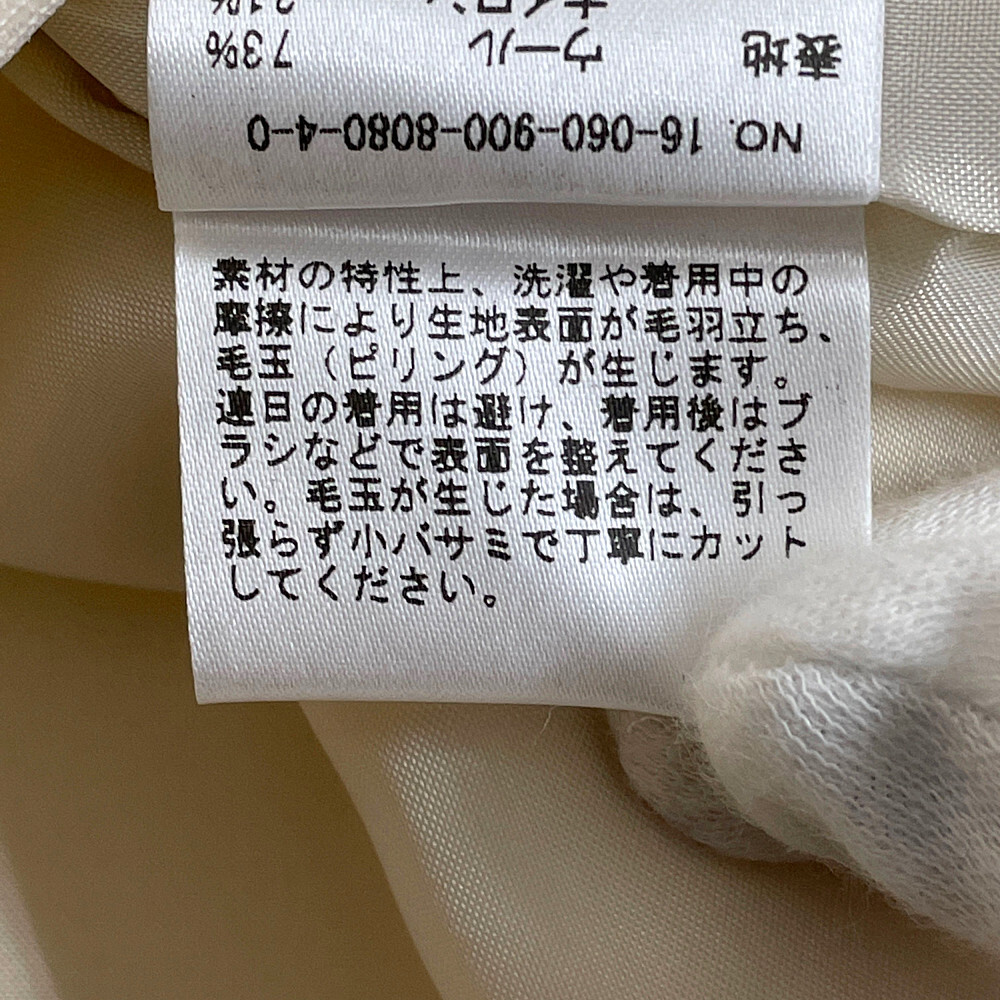 NO. 16-060-900-8080-4-0
表地 ウール 73%
ナイロン 21%
素材の特性上、洗濯や着用中の
摩擦により生地表面が毛羽立ち、
毛玉（ピリング）が生じます。
連日の着用は避け、着用後はブ
ラシなどで表面を整えてくださ
い。毛玉が生じた場合は、引っ
張らず小バサミで丁寧にカット
してください。